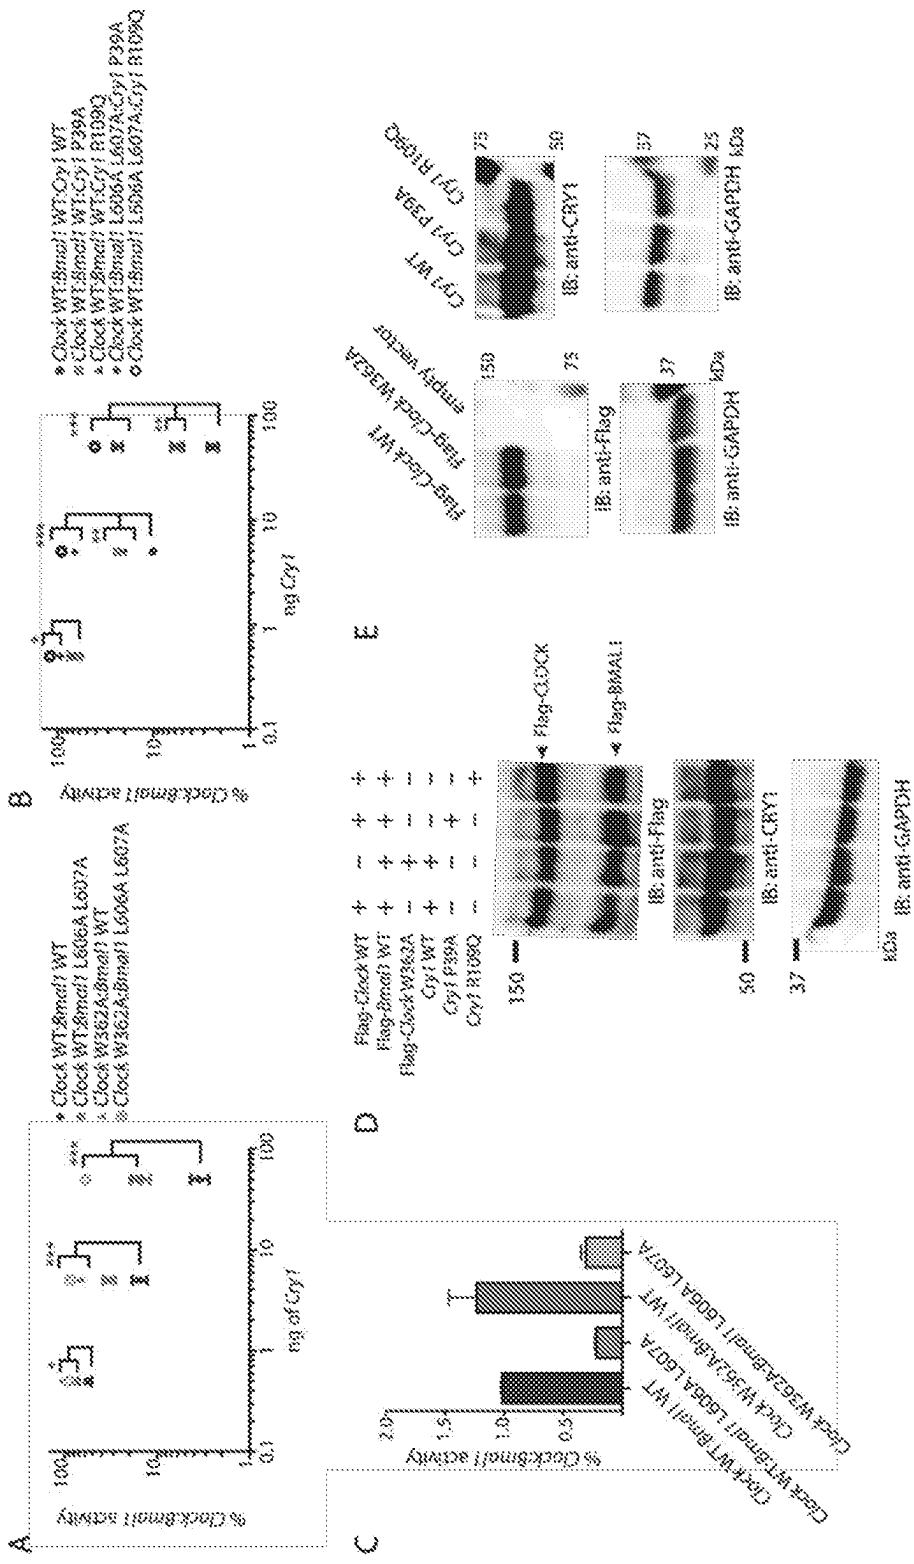 A
% Clock:Bmal1 activity
100
10
1
0.1
1
10
100
ng of Cry1
*
***
***
Clock WT:Bmal1 WT
Clock WT:Bmal1 L606A L607A
Clock W362A:Bmal1 WT
Clock W362A:Bmal1 L606A L607A
B
% Clock:Bmal1 activity
100
10
1
0.1
1
10
100
ng Cry1
*
***
**
***
**
Clock WT:Bmal1 WT:Cry1 WT
Clock WT:Bmal1 WT:Cry1 P39A
Clock WT:Bmal1 WT:Cry1 R109Q
Clock WT:Bmal1 L606A L607A:Cry1 P39A
Clock WT:Bmal1 L606A L607A:Cry1 R109Q
C
% Clock:Bmal1 activity
2.0
1.5
1.0
0.5
Clock WT:Bmal1 WT
Clock WT:Bmal1 L606A L607A
Clock W362A:Bmal1 WT
Clock W362A:Bmal1 L606A L607A
D
Flag-Clock WT + - + +
Flag-Bmal1 WT + + + +
Flag-Clock W362A - + - -
Cry1 WT + + - -
Cry1 P39A - - + -
Cry1 R109Q - - - +
150
Flag-CLOCK
Flag-BMAL1
IB: anti-Flag
50
IB: anti-CRY1
37
kDa
IB: anti-GAPDH
E
Flag-Clock WT
Flag-Clock W362A
empty vector
150
75
IB: anti-Flag
37
kDa
IB: anti-GAPDH
Cry1 WT
Cry1 P39A
Cry1 R109Q
75
50
IB: anti-CRY1
37
25
kDa
IB: anti-GAPDH